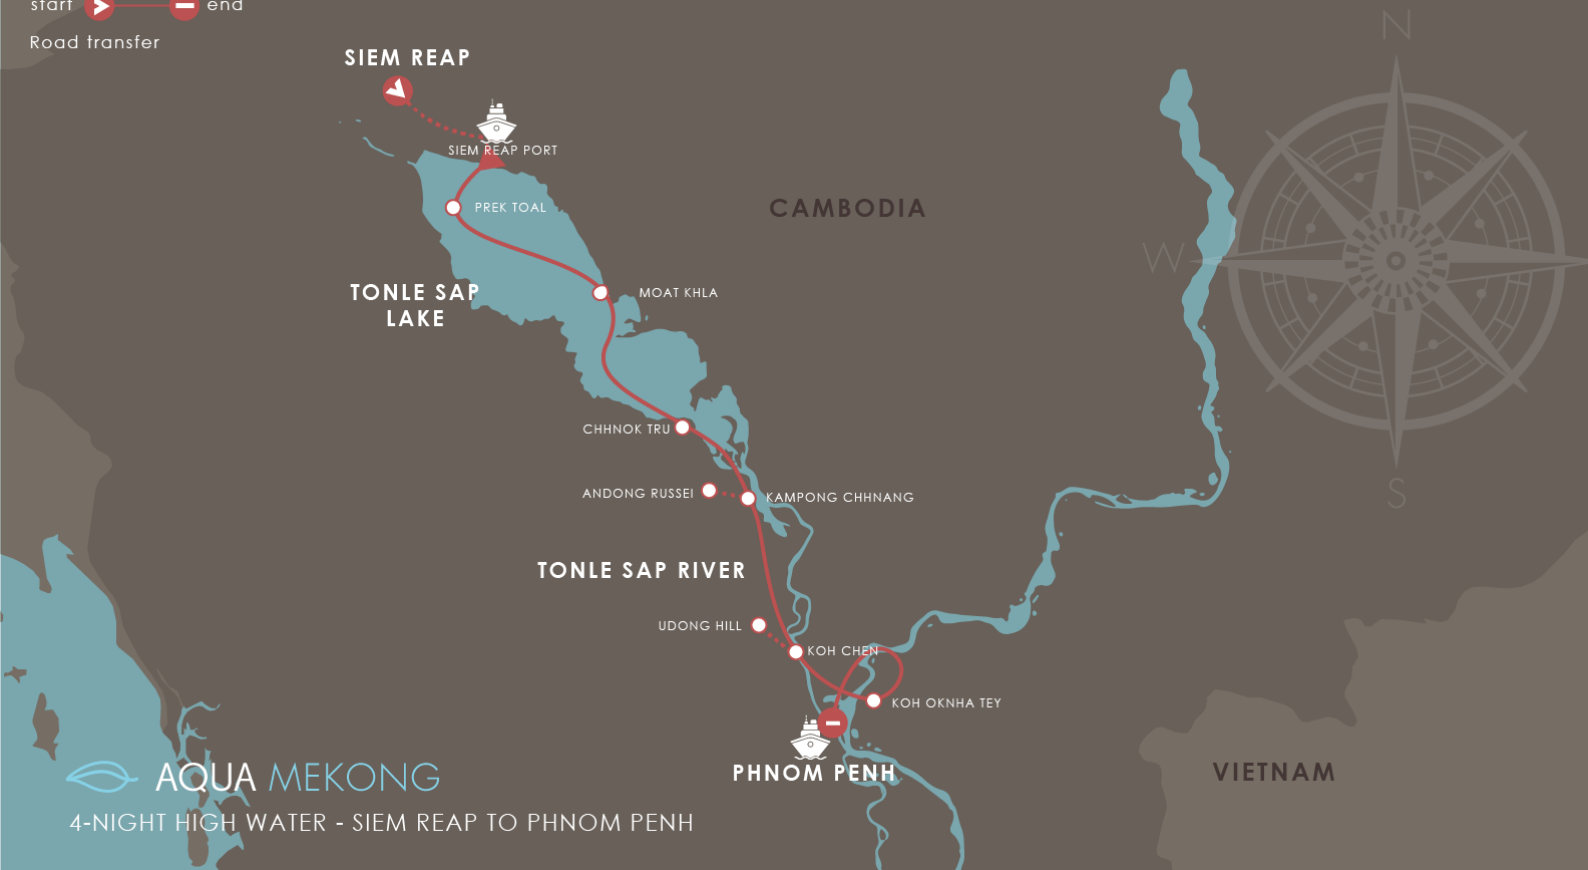 start end
Road transfer
N
SIEM REAP
SIEM REAP PORT
PREK TOAL
CAMBODIA
W
TONLE SAP
LAKE
MOAT KHLA
CHHNOK TRU
ANDONG RUSSEI
KAMPONG CHHNANG
S
TONLE SAP RIVER
UDONG HILL
KOH CHEN
KOH OKNHA TEY
PHNOM PENH
VIETNAM
AQUA MEKONG
4-NIGHT HIGH WATER - SIEM REAP TO PHNOM PENH